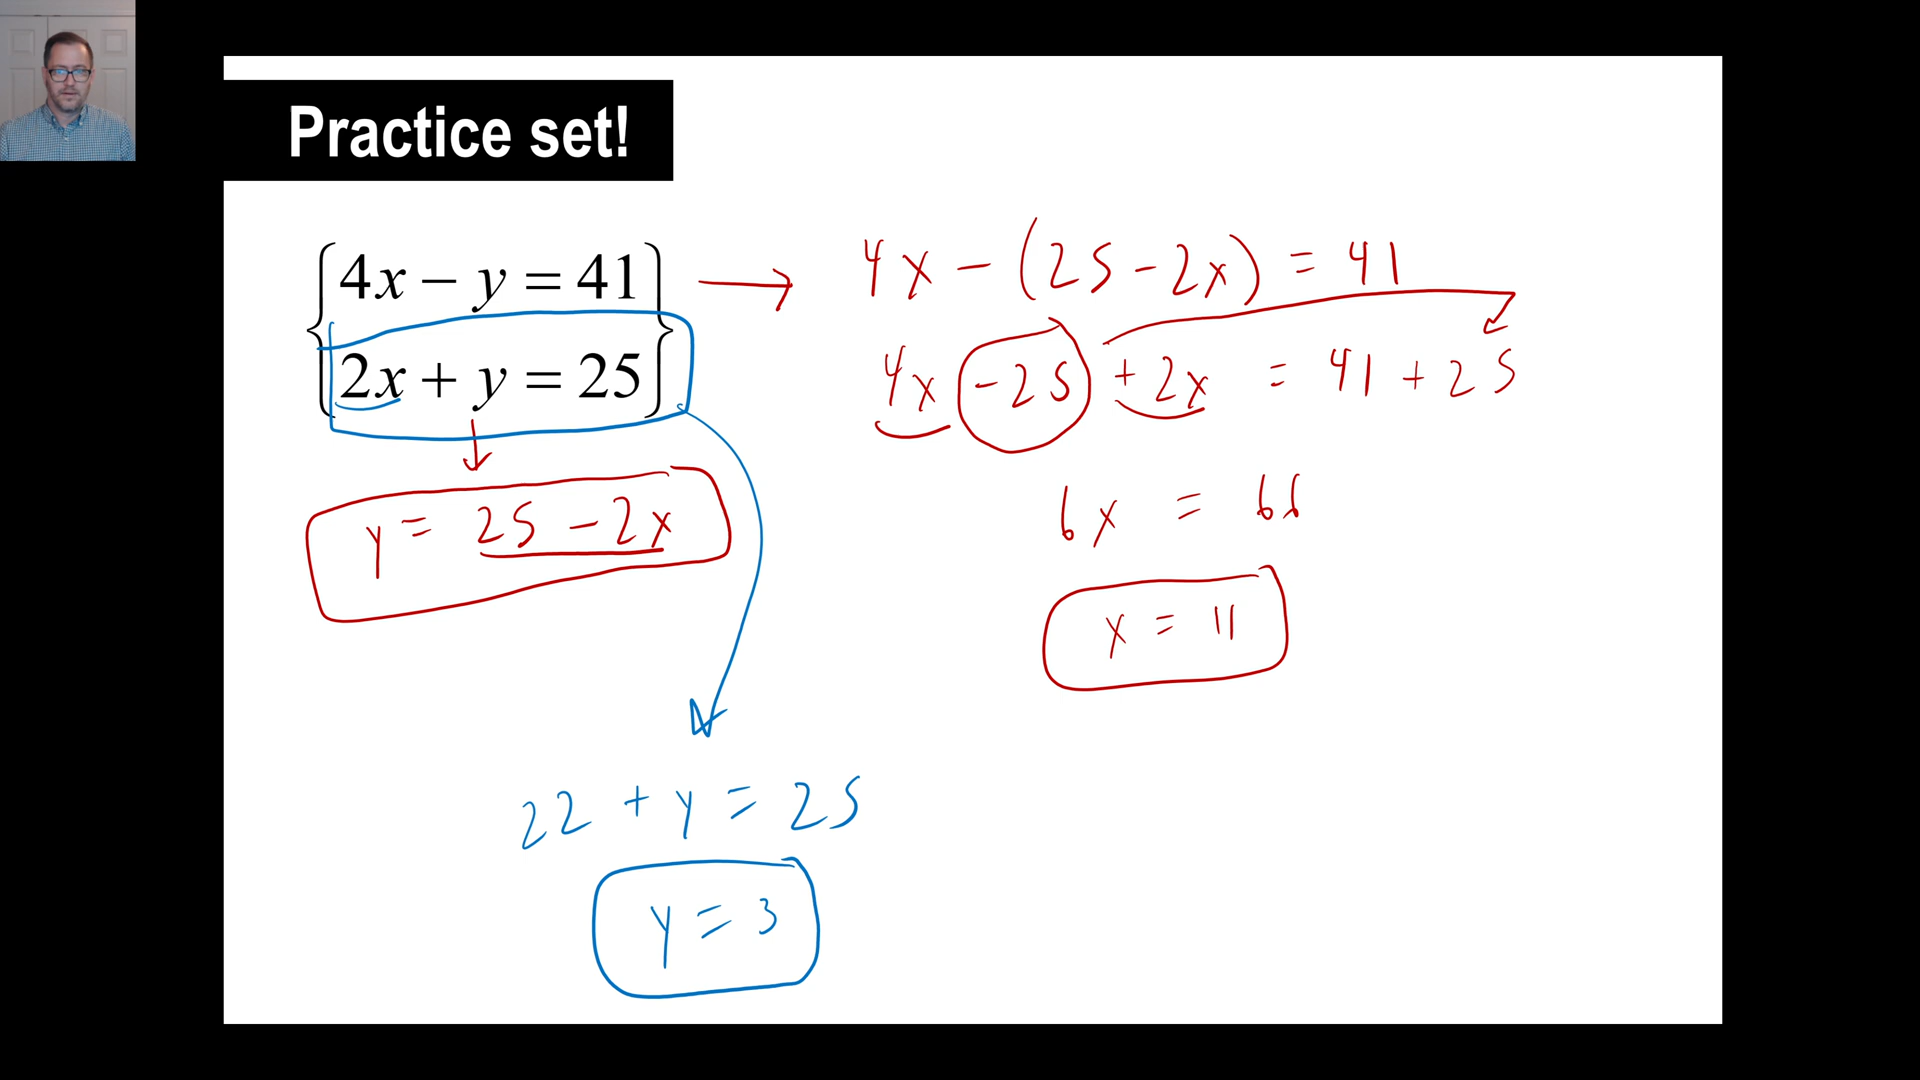 Practice set!
4x − y = 41
2x + y = 25
y = 25 − 2x
4x − (25 − 2x) = 41
4x − 25 + 2x = 41 + 25
6x = 66
x = 11
22 + y = 25
y = 3